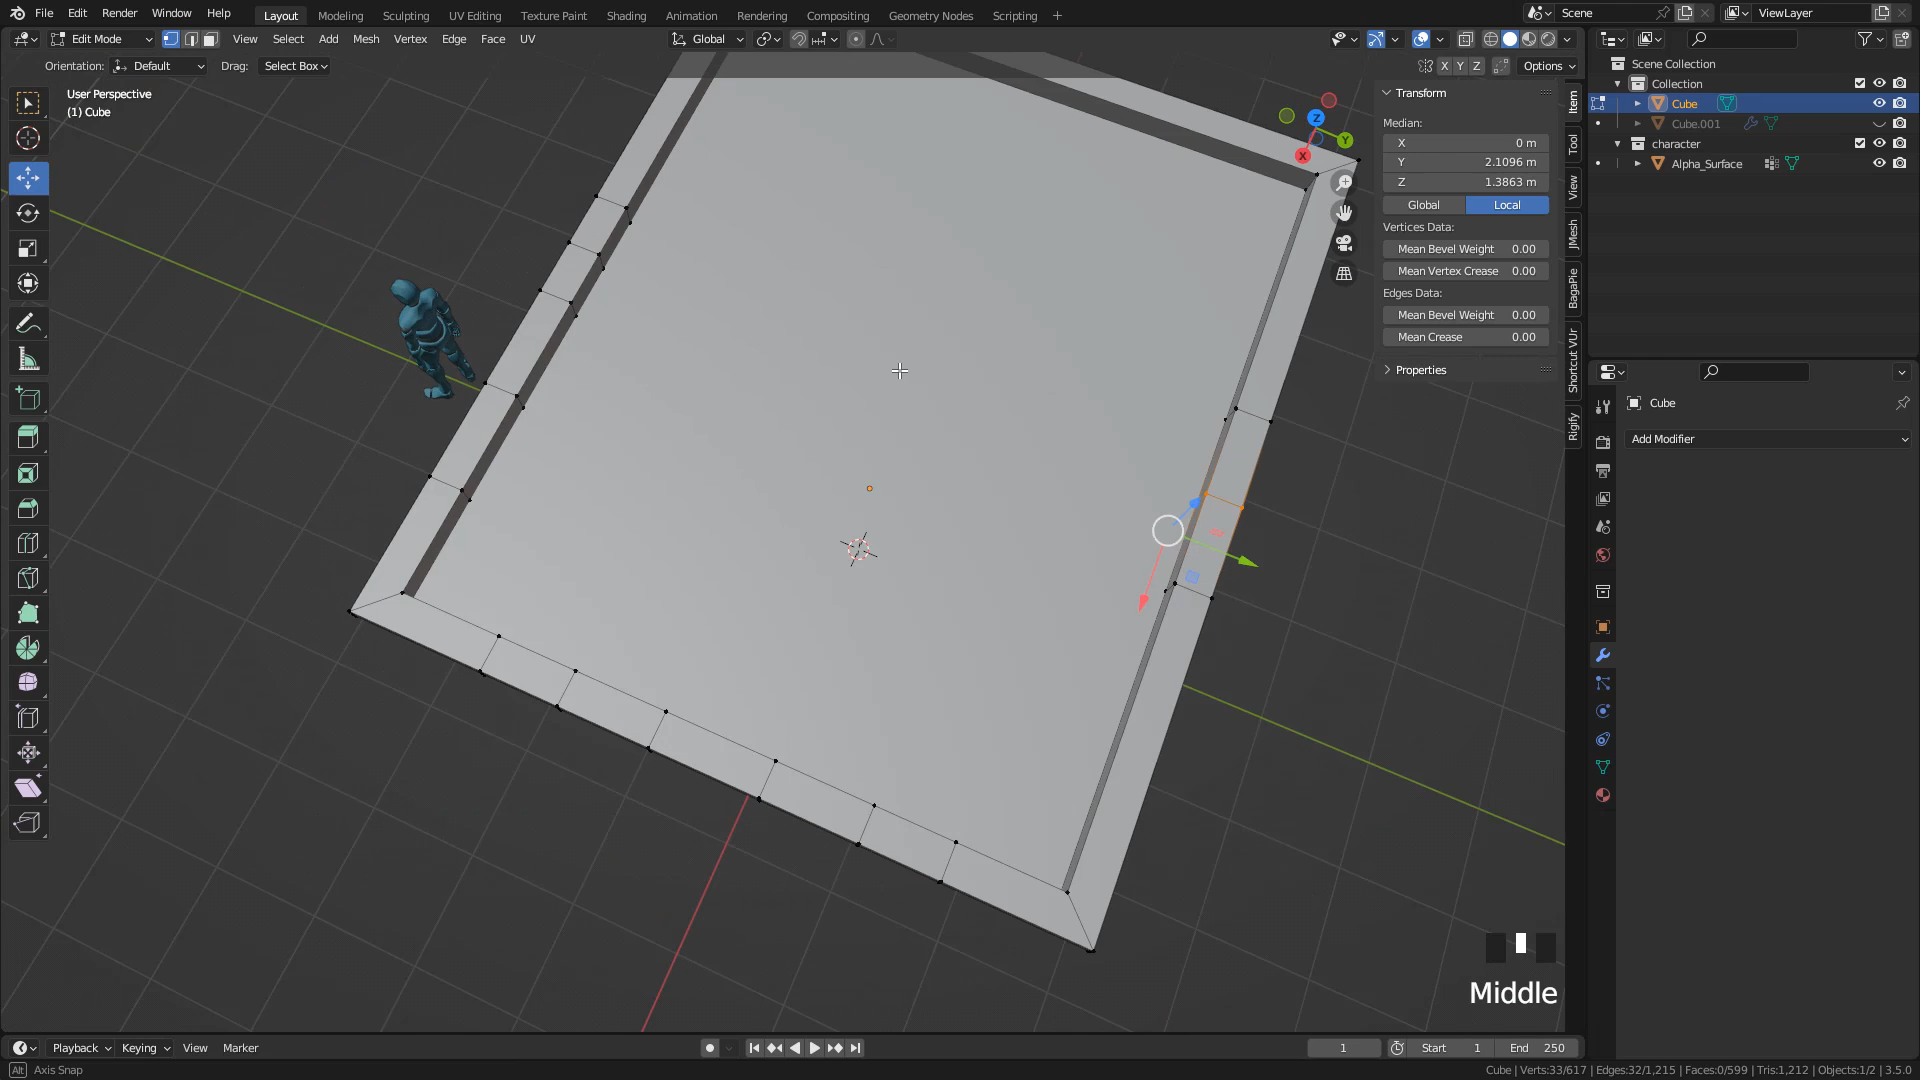 File Edit Render Window Help Layout Modeling Sculpting UV Editing Texture Paint Shading Animation Rendering Compositing Geometry Nodes Scripting + Scene ViewLayer
Edit Mode View Select Add Mesh Vertex Edge Face UV Global
Orientation: Default Drag: Select Box X Y Z Options
User Perspective
(1) Cube
Z
Y
X
Transform
Median:
X 0 m
Y 2.1096 m
Z 1.3863 m
Global Local
Vertices Data:
Mean Bevel Weight 0.00
Mean Vertex Crease 0.00
Edges Data:
Mean Bevel Weight 0.00
Mean Crease 0.00
Properties
Item
Tool
View
JMesh
BagaPie
Shortcut VUr
Rigify
Scene Collection
Collection
Cube
Cube.001
character
Alpha_Surface
Cube
Add Modifier
Middle
Playback Keying View Marker 1 Start 1 End 250
Alt Axis Snap
Cube | Verts:33/617 | Edges:32/1,215 | Faces:0/599 | Tris:1,212 | Objects:1/2 | 3.5.0